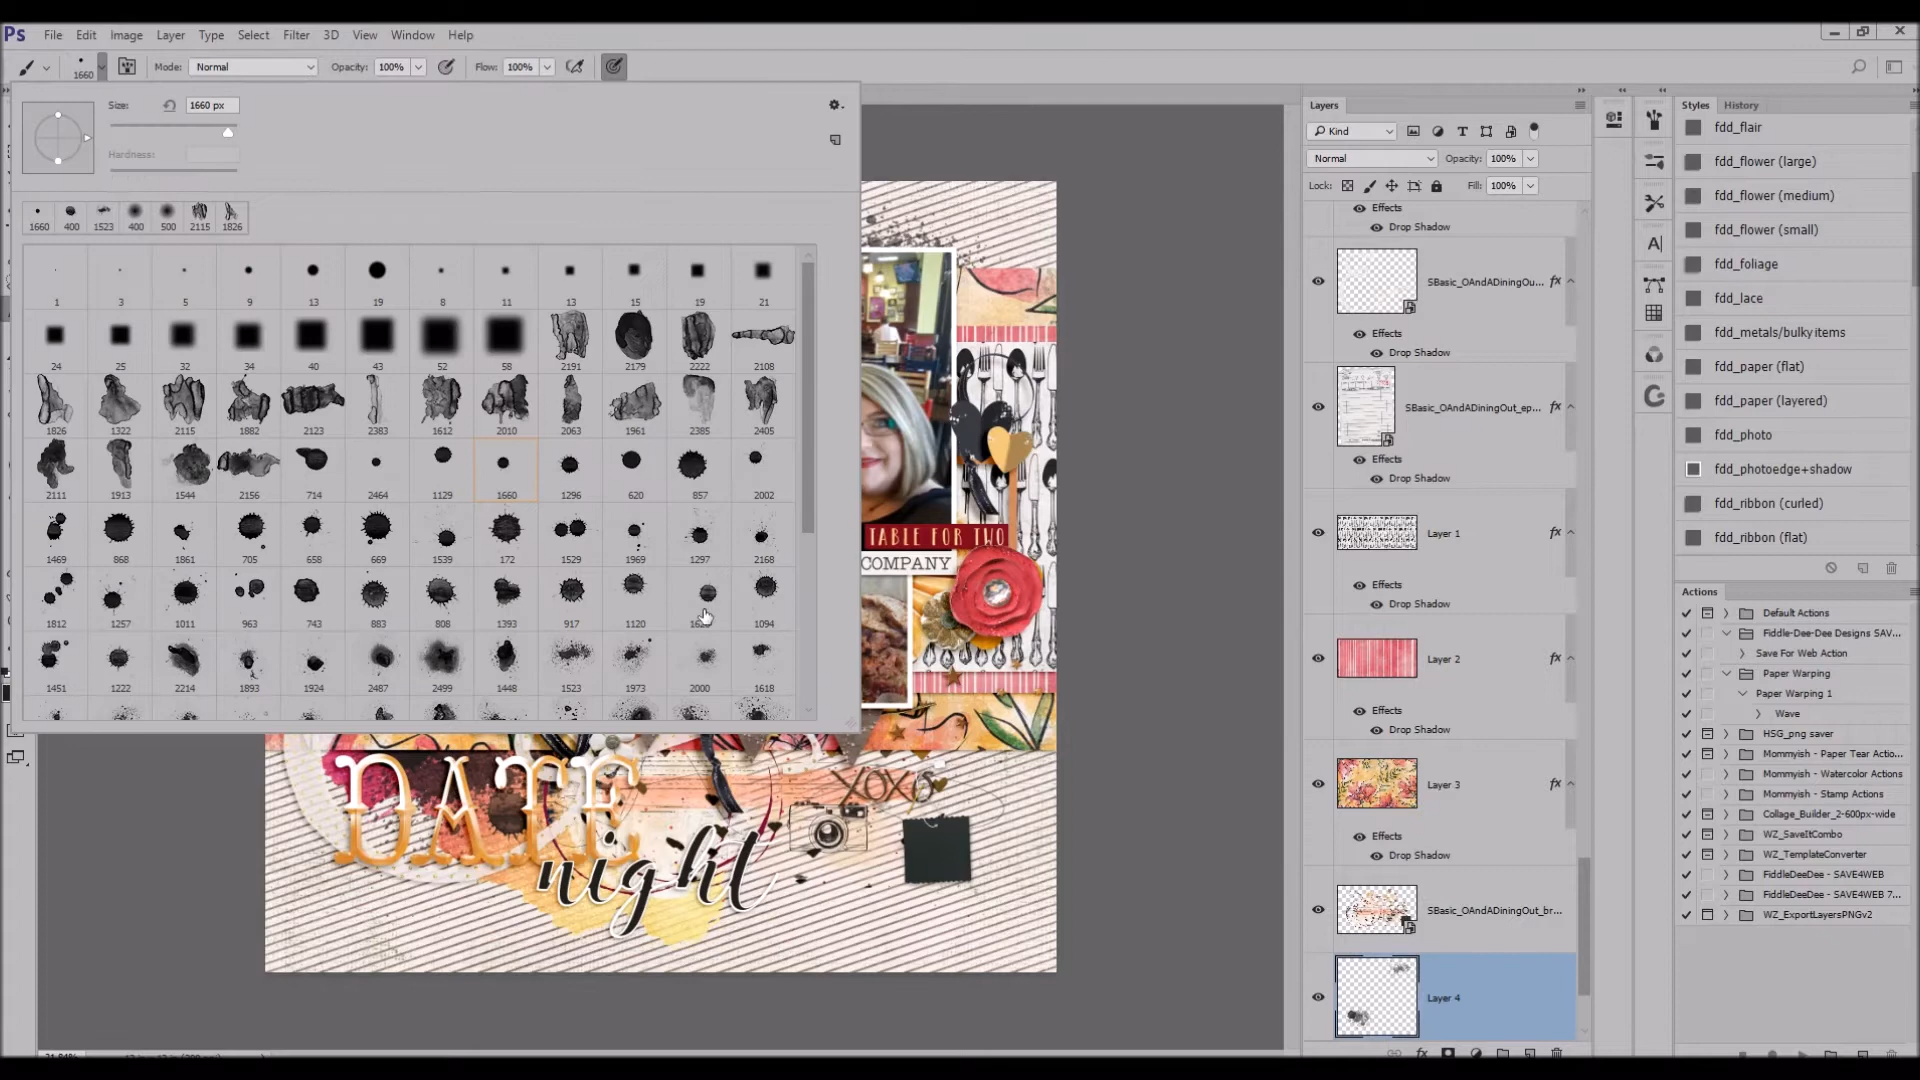 Ps File Edit Image Layer Type Select Filter 3D View Window Help
1660 Mode: Normal Opacity: 100% Flow: 100%
Size: 1660 px
Hardness:
1660 400 1523 400 500 2115 1826
1 3 5 9 13 19 8 11 13 15 19 21
24 25 32 34 40 43 52 58 2191 2179 2222 2108
1826 1322 2115 1882 2123 2383 1612 2010 2063 1961 2385 2405
2111 1913 1544 2156 714 2464 1129 1660 1296 620 857 2002
1469 868 1861 705 658 669 1539 172 1529 1969 1297 2168
1812 1257 1011 963 743 883 808 1393 917 1120 1094
1451 1222 2214 1893 1924 2487 2499 1448 1523 1973 2000 1618
TABLE FOR TWO
COMPANY
DATE
night
XOXO
Layers
Kind
Normal Opacity: 100%
Lock: Fill: 100%
Effects
Drop Shadow
SBasic_OAndADiningOu... fx
Effects
Drop Shadow
SBasic_OAndADiningOut_ep... fx
Effects
Drop Shadow
Layer 1 fx
Effects
Drop Shadow
Layer 2 fx
Effects
Drop Shadow
Layer 3 fx
Effects
Drop Shadow
SBasic_OAndADiningOut_br...
Layer 4
Styles History
fdd_flair
fdd_flower (large)
fdd_flower (medium)
fdd_flower (small)
fdd_foliage
fdd_lace
fdd_metals/bulky items
fdd_paper (flat)
fdd_paper (layered)
fdd_photo
fdd_photoedge+shadow
fdd_ribbon (curled)
fdd_ribbon (flat)
Actions
Default Actions
Fiddle-Dee-Dee Designs SAV...
Save For Web Action
Paper Warping
Paper Warping 1
Wave
HSG_png saver
Mommyish - Paper Tear Actio...
Mommyish - Watercolor Actions
Mommyish - Stamp Actions
Collage_Builder_2-600px-wide
WZ_SaveItCombo
WZ_TemplateConverter
FiddleDeeDee - SAVE4WEB
FiddleDeeDee - SAVE4WEB 7...
WZ_ExportLayersPNGv2